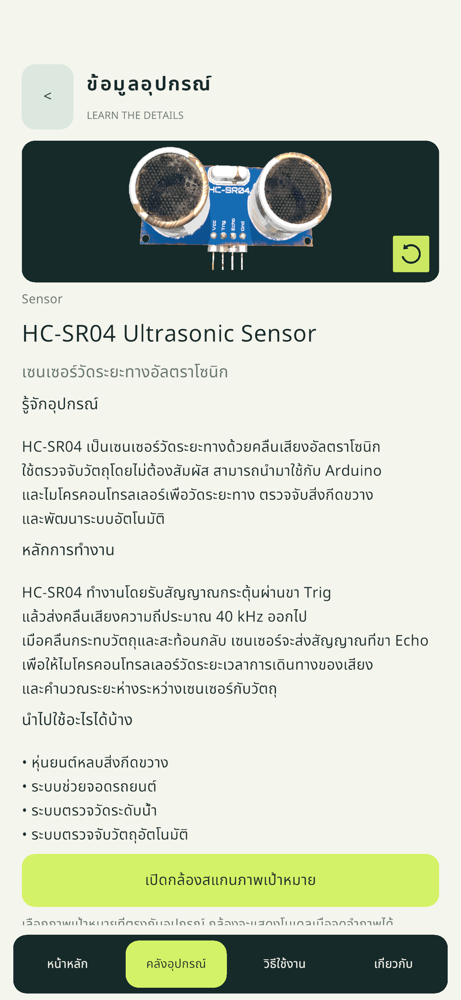 <
ข้อมูลอุปกรณ์
LEARN THE DETAILS
HC-SR04
Vcc
Trig
Echo
Gnd
Sensor
HC-SR04 Ultrasonic Sensor
เซนเซอร์วัดระยะทางอัลตราโซนิก
รู้จักอุปกรณ์
HC-SR04 เป็นเซนเซอร์วัดระยะทางด้วยคลื่นเสียงอัลตราโซนิก
ใช้ตรวจจับวัตถุโดยไม่ต้องสัมผัส สามารถนำมาใช้กับ Arduino
และไมโครคอนโทรลเลอร์เพื่อวัดระยะทาง ตรวจจับสิ่งกีดขวาง
และพัฒนาระบบอัตโนมัติ
หลักการทำงาน
HC-SR04 ทำงานโดยรับสัญญาณกระตุ้นผ่านขา Trig
แล้วส่งคลื่นเสียงความถี่ประมาณ 40 kHz ออกไป
เมื่อคลื่นกระทบวัตถุและสะท้อนกลับ เซนเซอร์จะส่งสัญญาณที่ขา Echo
เพื่อให้ไมโครคอนโทรลเลอร์วัดระยะเวลาการเดินทางของเสียง
และคำนวณระยะห่างระหว่างเซนเซอร์กับวัตถุ
นำไปใช้อะไรได้บ้าง
• หุ่นยนต์หลบสิ่งกีดขวาง
• ระบบช่วยจอดรถยนต์
• ระบบตรวจวัดระดับน้ำ
• ระบบตรวจจับวัตถุอัตโนมัติ
เปิดกล้องสแกนภาพเป้าหมาย
เลือกภาพเป้าหมายที่ตรงกับอุปกรณ์ กล้องจะแสดงโมเดลเมื่อจดจำภาพได้
หน้าหลัก
คลังอุปกรณ์
วิธีใช้งาน
เกี่ยวกับ